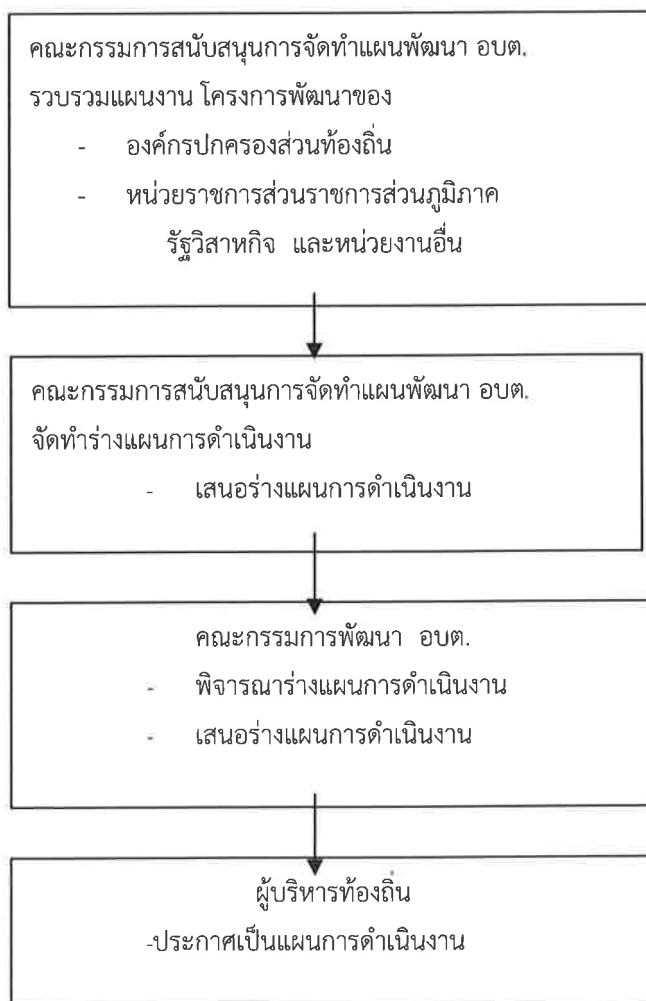 คณะกรรมการสนับสนุนการจัดทำแผนพัฒนา อบต.
รวบรวมแผนงาน โครงการพัฒนาของ
- องค์กรปกครองส่วนท้องถิ่น
- หน่วยราชการส่วนราชการส่วนภูมิภาค
รัฐวิสาหกิจ และหน่วยงานอื่น
คณะกรรมการสนับสนุนการจัดทำแผนพัฒนา อบต.
จัดทำร่างแผนการดำเนินงาน
- เสนอร่างแผนการดำเนินงาน
คณะกรรมการพัฒนา อบต.
- พิจารณาร่างแผนการดำเนินงาน
- เสนอร่างแผนการดำเนินงาน
ผู้บริหารท้องถิ่น
-ประกาศเป็นแผนการดำเนินงาน